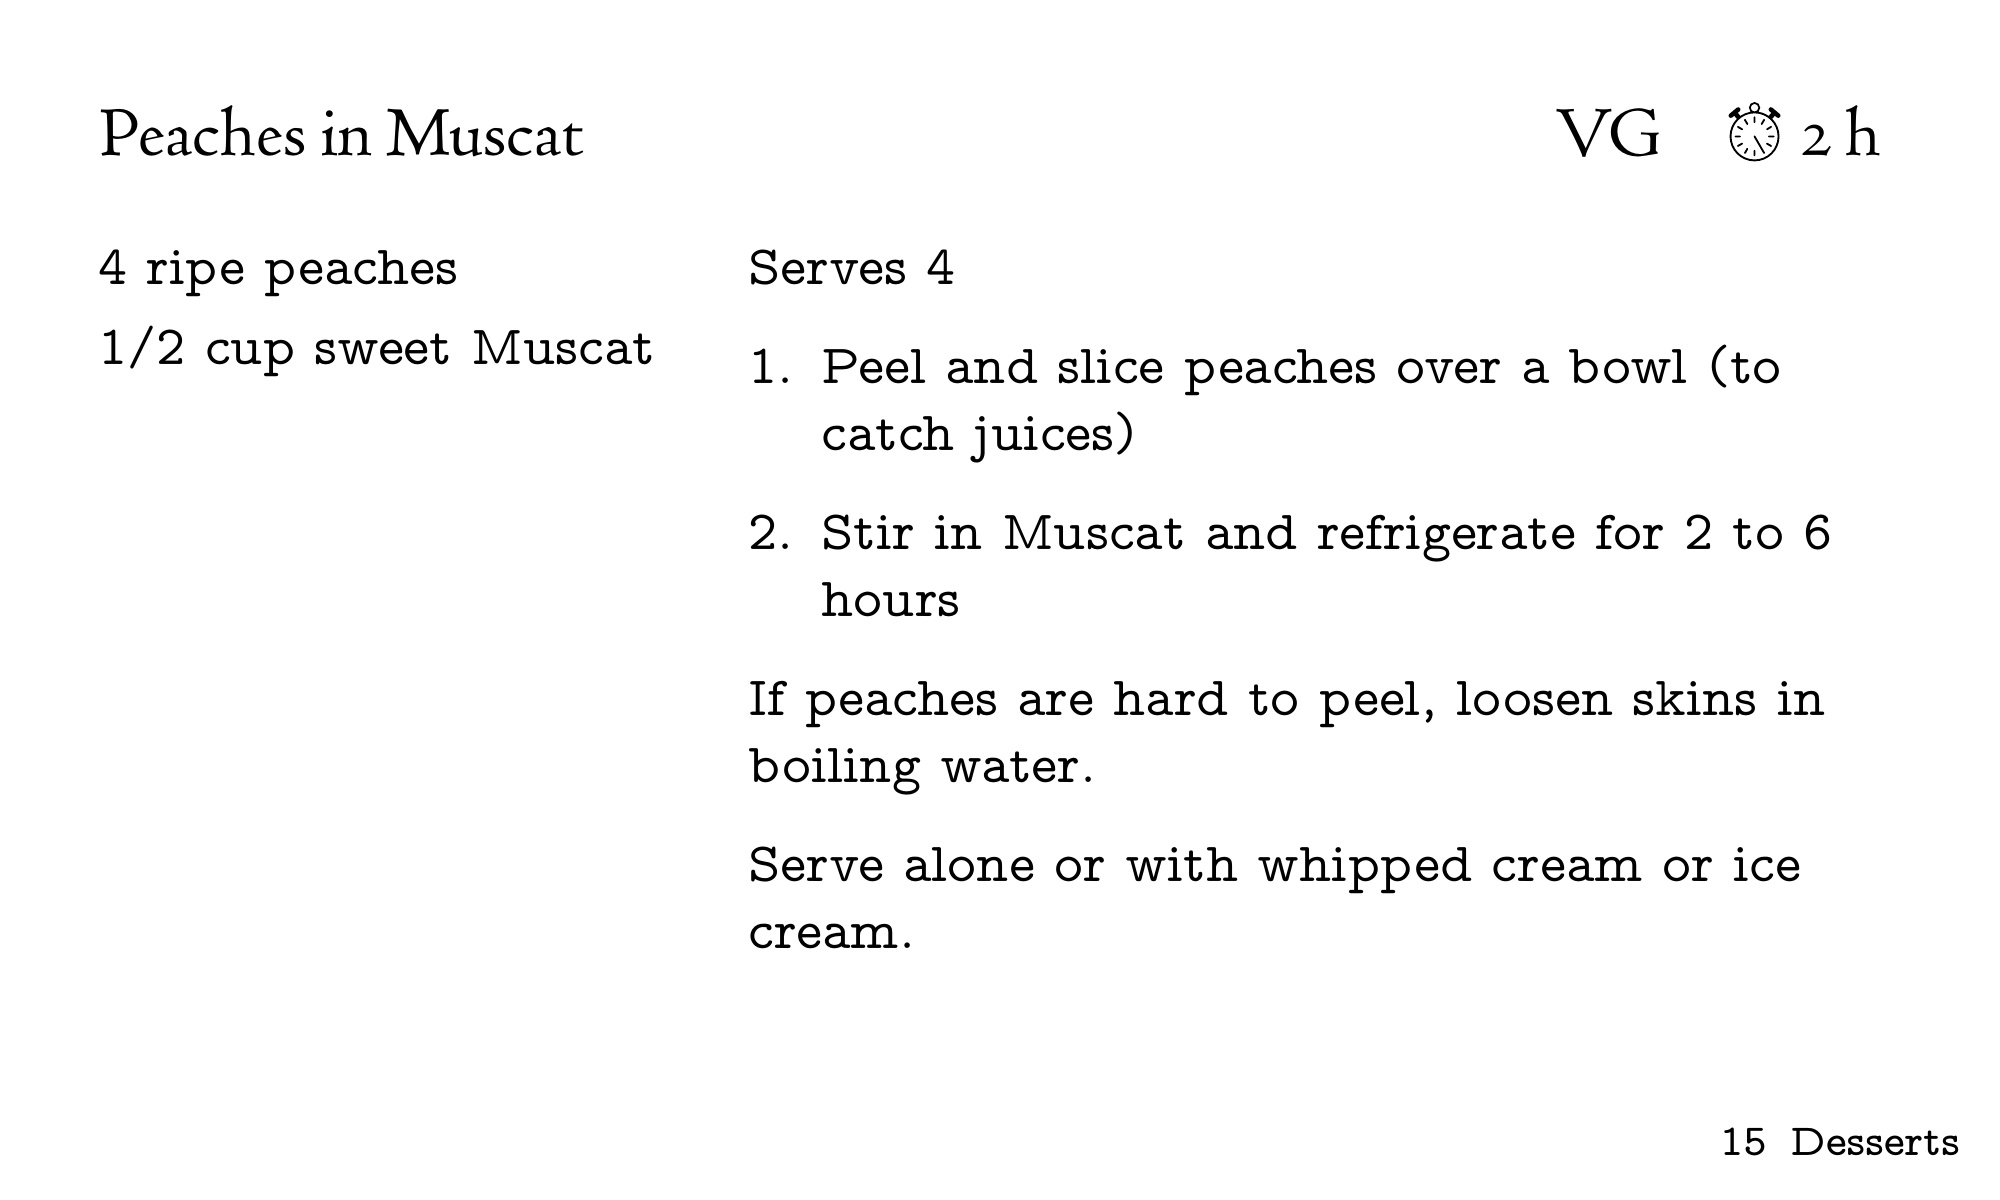 Peaches in Muscat
VG 2 h
4 ripe peaches
1/2 cup sweet Muscat
Serves 4
1. Peel and slice peaches over a bowl (to
catch juices)
2. Stir in Muscat and refrigerate for 2 to 6
hours
If peaches are hard to peel, loosen skins in
boiling water.
Serve alone or with whipped cream or ice
cream.
15 Desserts